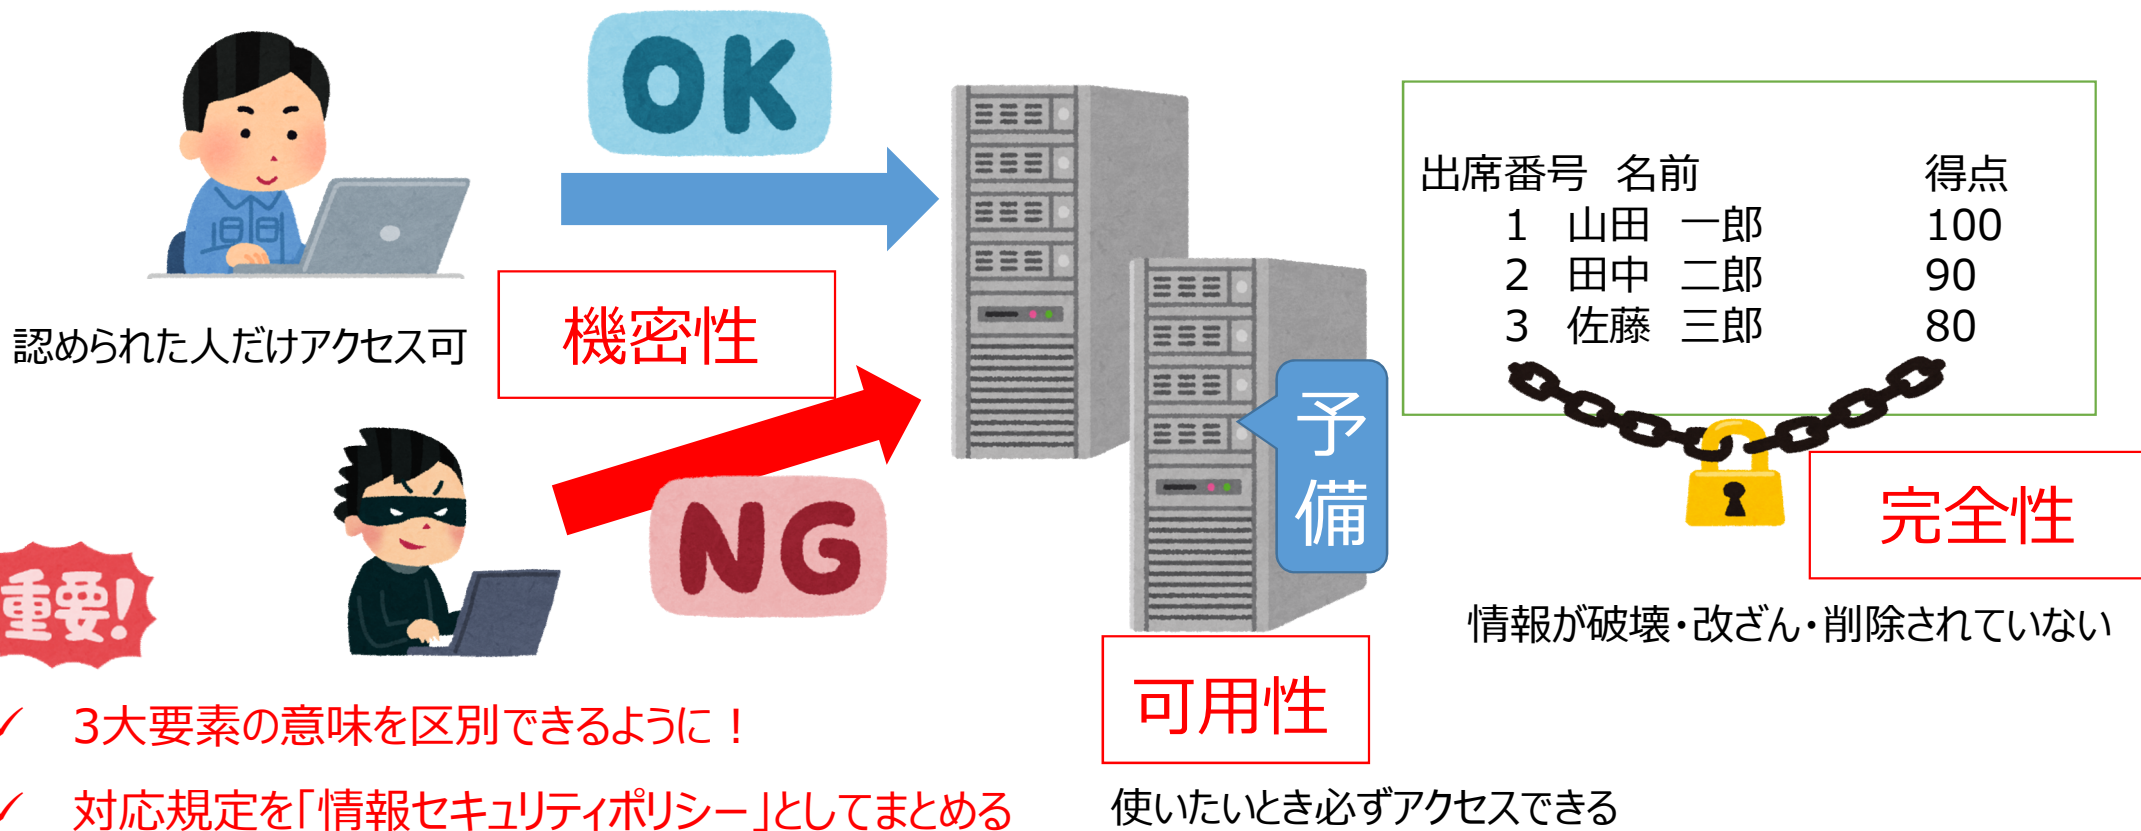 OK
認められた人だけアクセス可
機密性
NG
予備
出席番号 名前 得点
1 山田 一郎 100
2 田中 二郎 90
3 佐藤 三郎 80
完全性
情報が破壊・改ざん・削除されていない
可用性
使いたいとき必ずアクセスできる
重要!
✓ 3大要素の意味を区別できるように！
✓ 対応規定を「情報セキュリティポリシー」としてまとめる